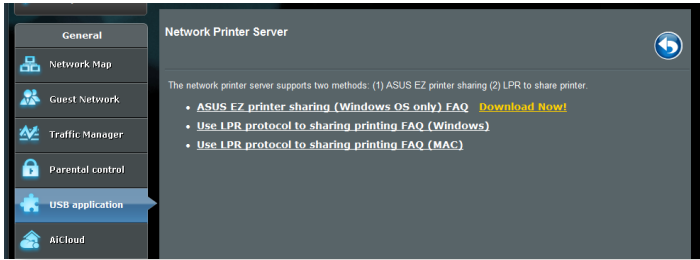 General
Network Map
Guest Network
Traffic Manager
Parental control
USB application
AiCloud
Network Printer Server
The network printer server supports two methods: (1) ASUS EZ printer sharing (2) LPR to share printer.
ASUS EZ printer sharing (Windows OS only) FAQ Download Now!
Use LPR protocol to sharing printing FAQ (Windows)
Use LPR protocol to sharing printing FAQ (MAC)